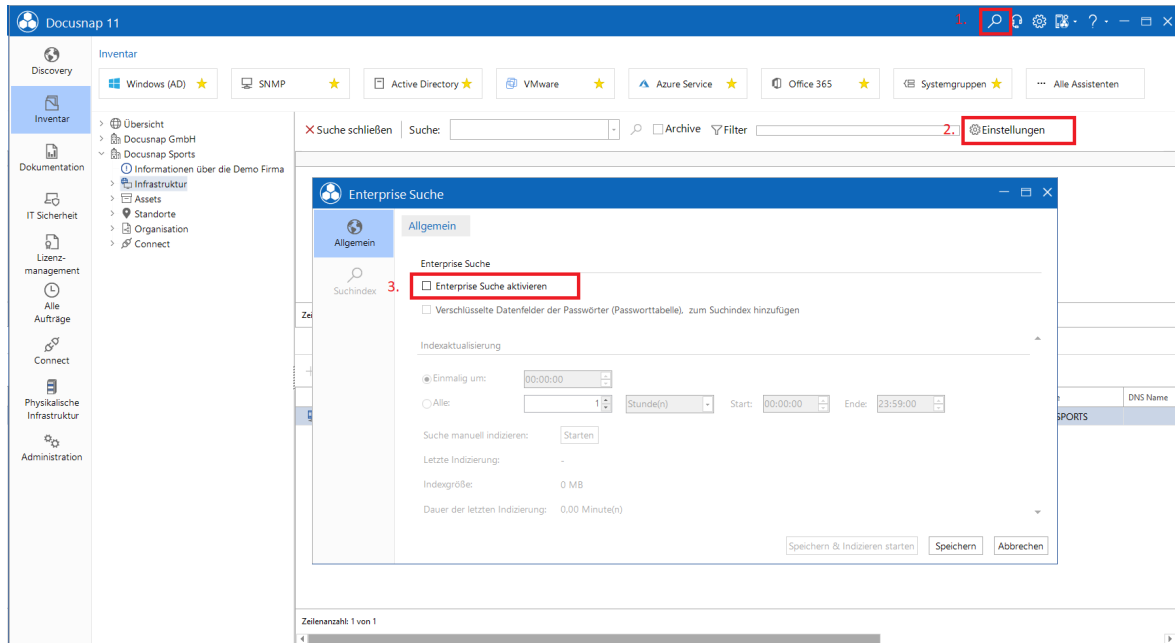 Docusnap 11
1.
?
Discovery
Inventar
Dokumentation
IT Sicherheit
Lizenz-
management
Alle
Aufträge
Connect
Physikalische
Infrastruktur
Administration
Inventar
Windows (AD)
SNMP
Active Directory
VMware
Azure Service
Office 365
Systemgruppen
Alle Assistenten
Übersicht
Docusnap GmbH
Docusnap Sports
Informationen über die Demo Firma
Infrastruktur
Assets
Standorte
Organisation
Connect
Suche schließen
Suche:
Archive
Filter
2.
Einstellungen
Enterprise Suche
Allgemein
Suchindex
Allgemein
Enterprise Suche
3.
Enterprise Suche aktivieren
Verschlüsselte Datenfelder der Passwörter (Passworttabelle), zum Suchindex hinzufügen
Indexaktualisierung
Einmalig um: 00:00:00
Alle: 1 Stunde(n) Start: 00:00:00 Ende: 23:59:00
Suche manuell indizieren: Starten
Letzte Indizierung: -
Indexgröße: 0 MB
Dauer der letzten Indizierung: 0,00 Minute(n)
Speichern & Indizieren starten
Speichern
Abbrechen
DNS Name
SPORTS
Zeilenanzahl: 1 von 1